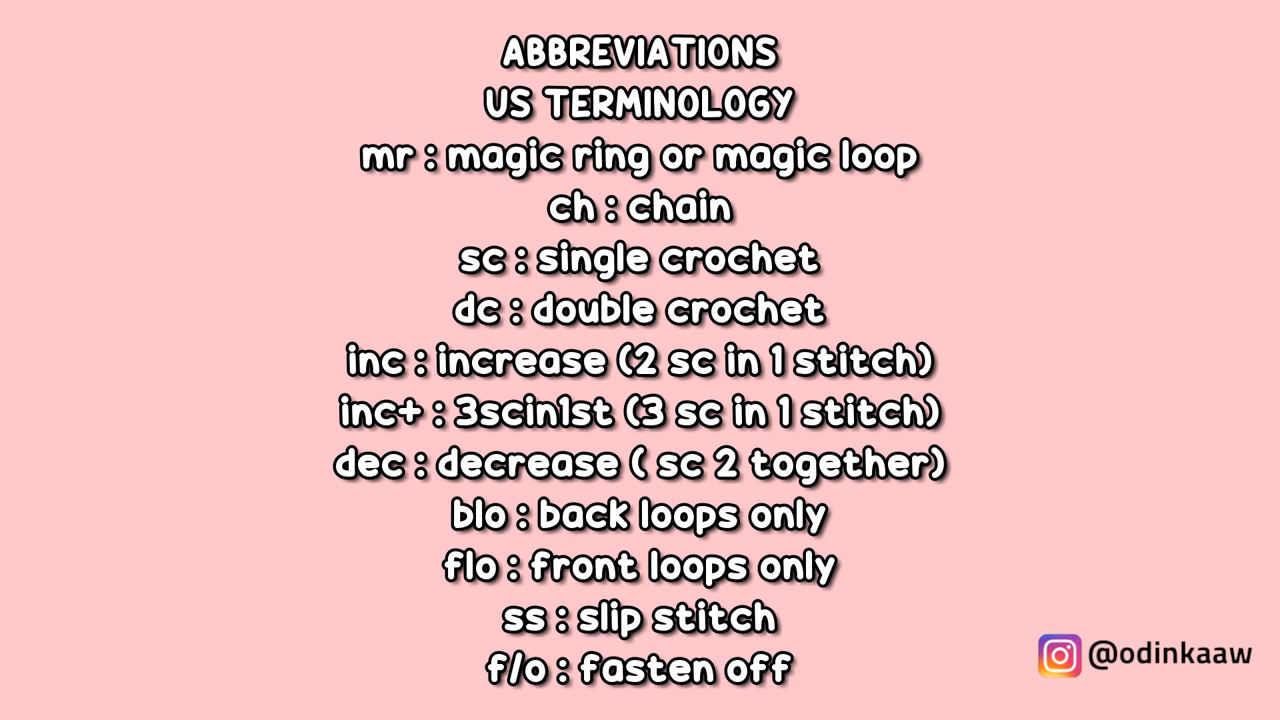 ABBREVIATIONS
US TERMINOLOGY
mr : magic ring or magic loop
ch : chain
sc : single crochet
dc : double crochet
inc : increase (2 sc in 1 stitch)
inc+ : 3scin1st (3 sc in 1 stitch)
dec : decrease ( sc 2 together)
blo : back loops only
flo : front loops only
ss : slip stitch
f/o : fasten off
@odinkaaw